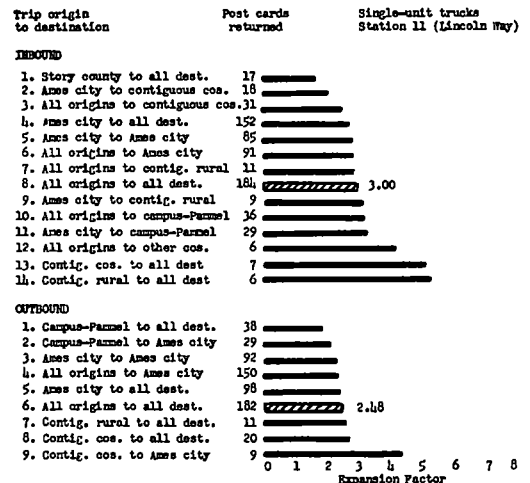 Trip origin Post cards Single-unit trucks
to destination returned Station 11 (Lincoln Way)
INBOUND
1. Story county to all dest. 17
2. Ames city to contiguous cos. 18
3. All origins to contiguous cos. 31
4. Ames city to all dest. 152
5. Ames city to Ames city 85
6. All origins to Ames city 91
7. All origins to contig. rural 11
8. All origins to all dest. 184 3.00
9. Ames city to contig. rural 9
10. All origins to campus-Pammel 36
11. Ames city to campus-Pammel 29
12. All origins to other cos. 6
13. Contig. cos. to all dest 7
14. Contig. rural to all dest 6
OUTBOUND
1. Campus-Pammel to all dest. 38
2. Campus-Pammel to Ames city 29
3. Ames city to Ames city 92
4. All origins to Ames city 150
5. Ames city to all dest. 98
6. All origins to all dest. 182 2.48
7. Contig. rural to all dest. 11
8. Contig. cos. to all dest. 20
9. Contig. cos. to Ames city 9
0 1 2 3 4 5 6 7 8
Expansion Factor